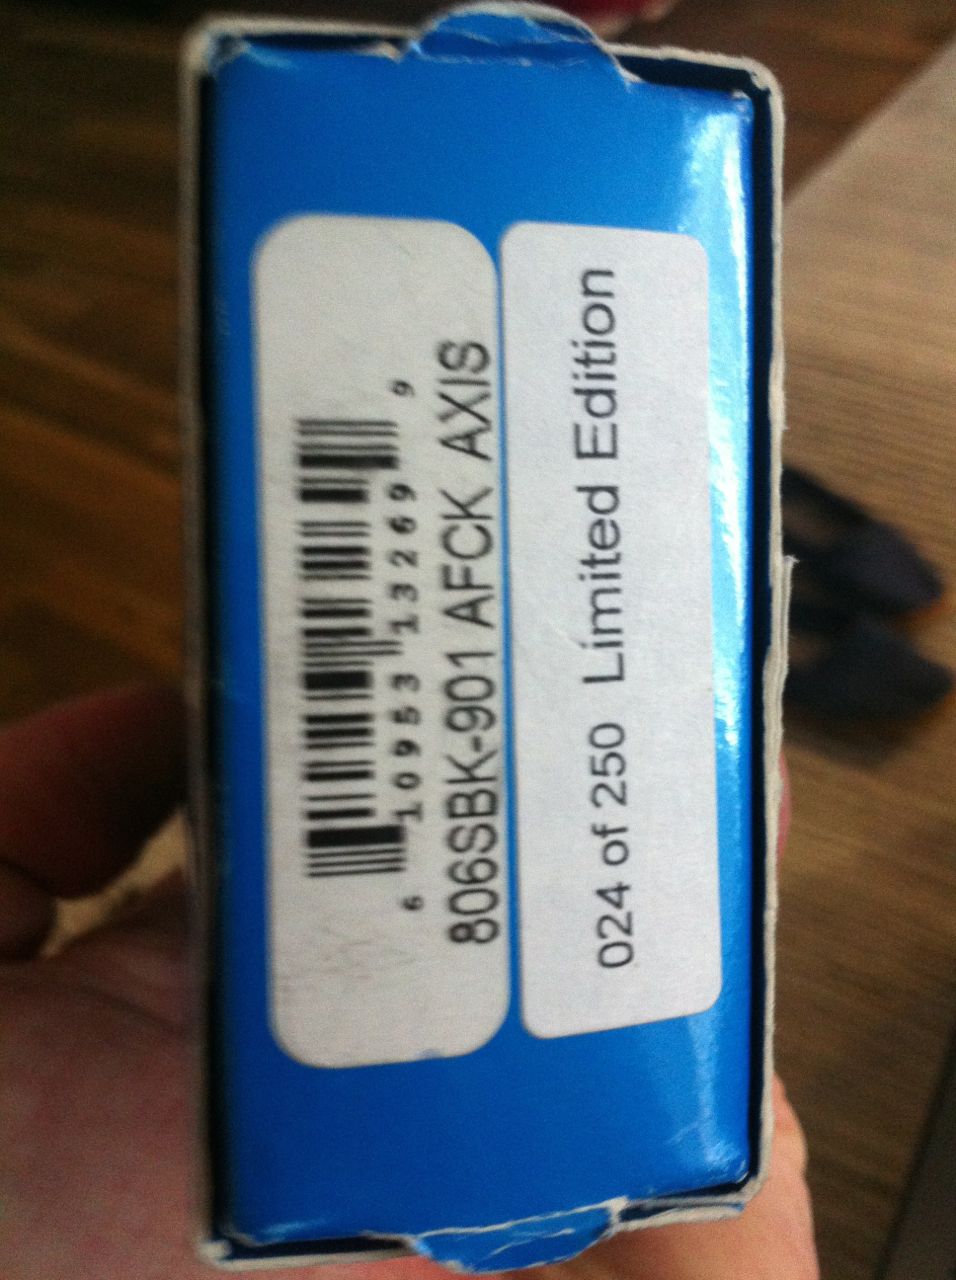 6 10953 13269 9
806SBK-901 AFCK AXIS
024 of 250 Limited Edition